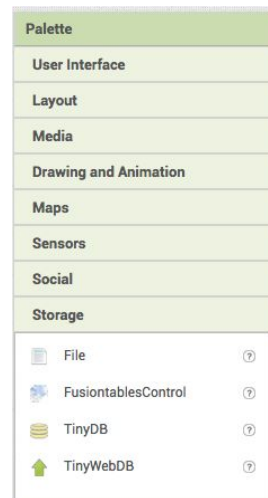 Palette
User Interface
Layout
Media
Drawing and Animation
Maps
Sensors
Social
Storage
File ?
FusiontablesControl ?
TinyDB ?
TinyWebDB ?